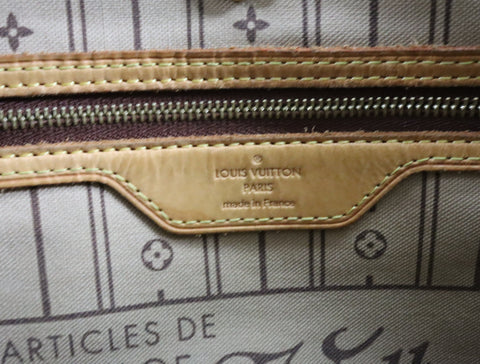 ®
LOUIS VUITTON
PARIS
made in France
ARTICLES DE